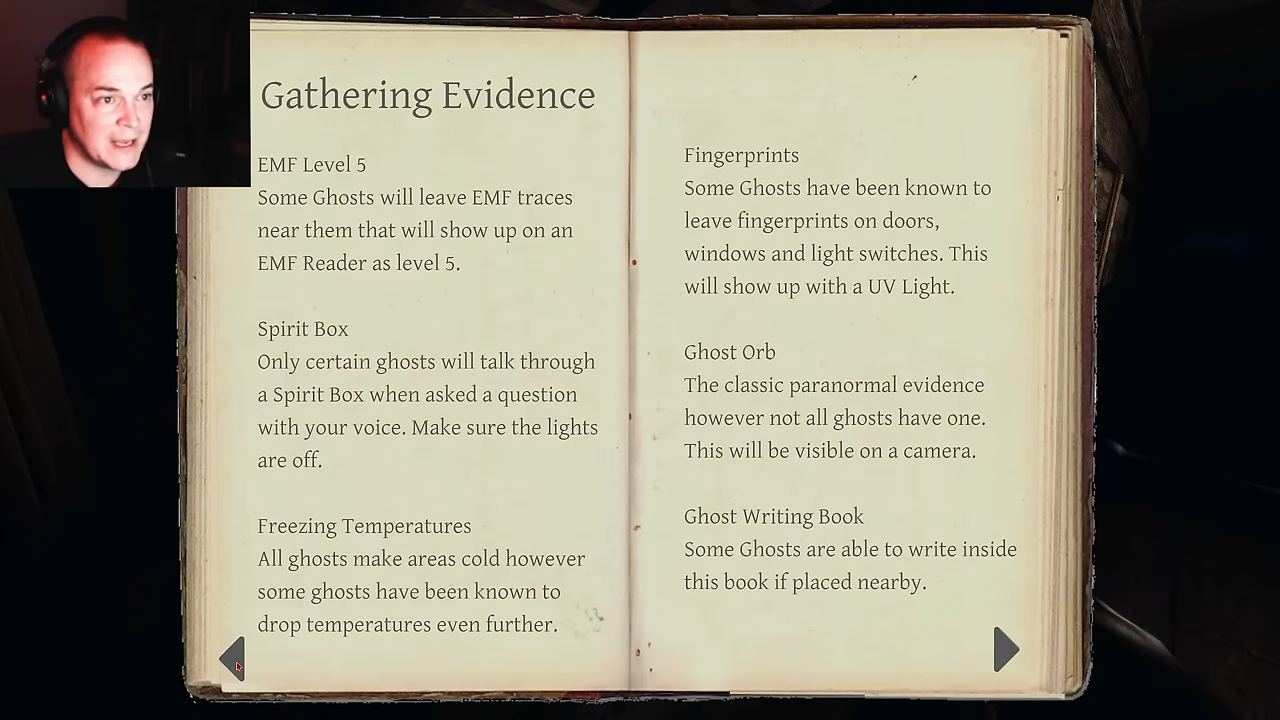 Gathering Evidence
EMF Level 5
Some Ghosts will leave EMF traces
near them that will show up on an
EMF Reader as level 5.
Spirit Box
Only certain ghosts will talk through
a Spirit Box when asked a question
with your voice. Make sure the lights
are off.
Freezing Temperatures
All ghosts make areas cold however
some ghosts have been known to
drop temperatures even further.
Fingerprints
Some Ghosts have been known to
leave fingerprints on doors,
windows and light switches. This
will show up with a UV Light.
Ghost Orb
The classic paranormal evidence
however not all ghosts have one.
This will be visible on a camera.
Ghost Writing Book
Some Ghosts are able to write inside
this book if placed nearby.